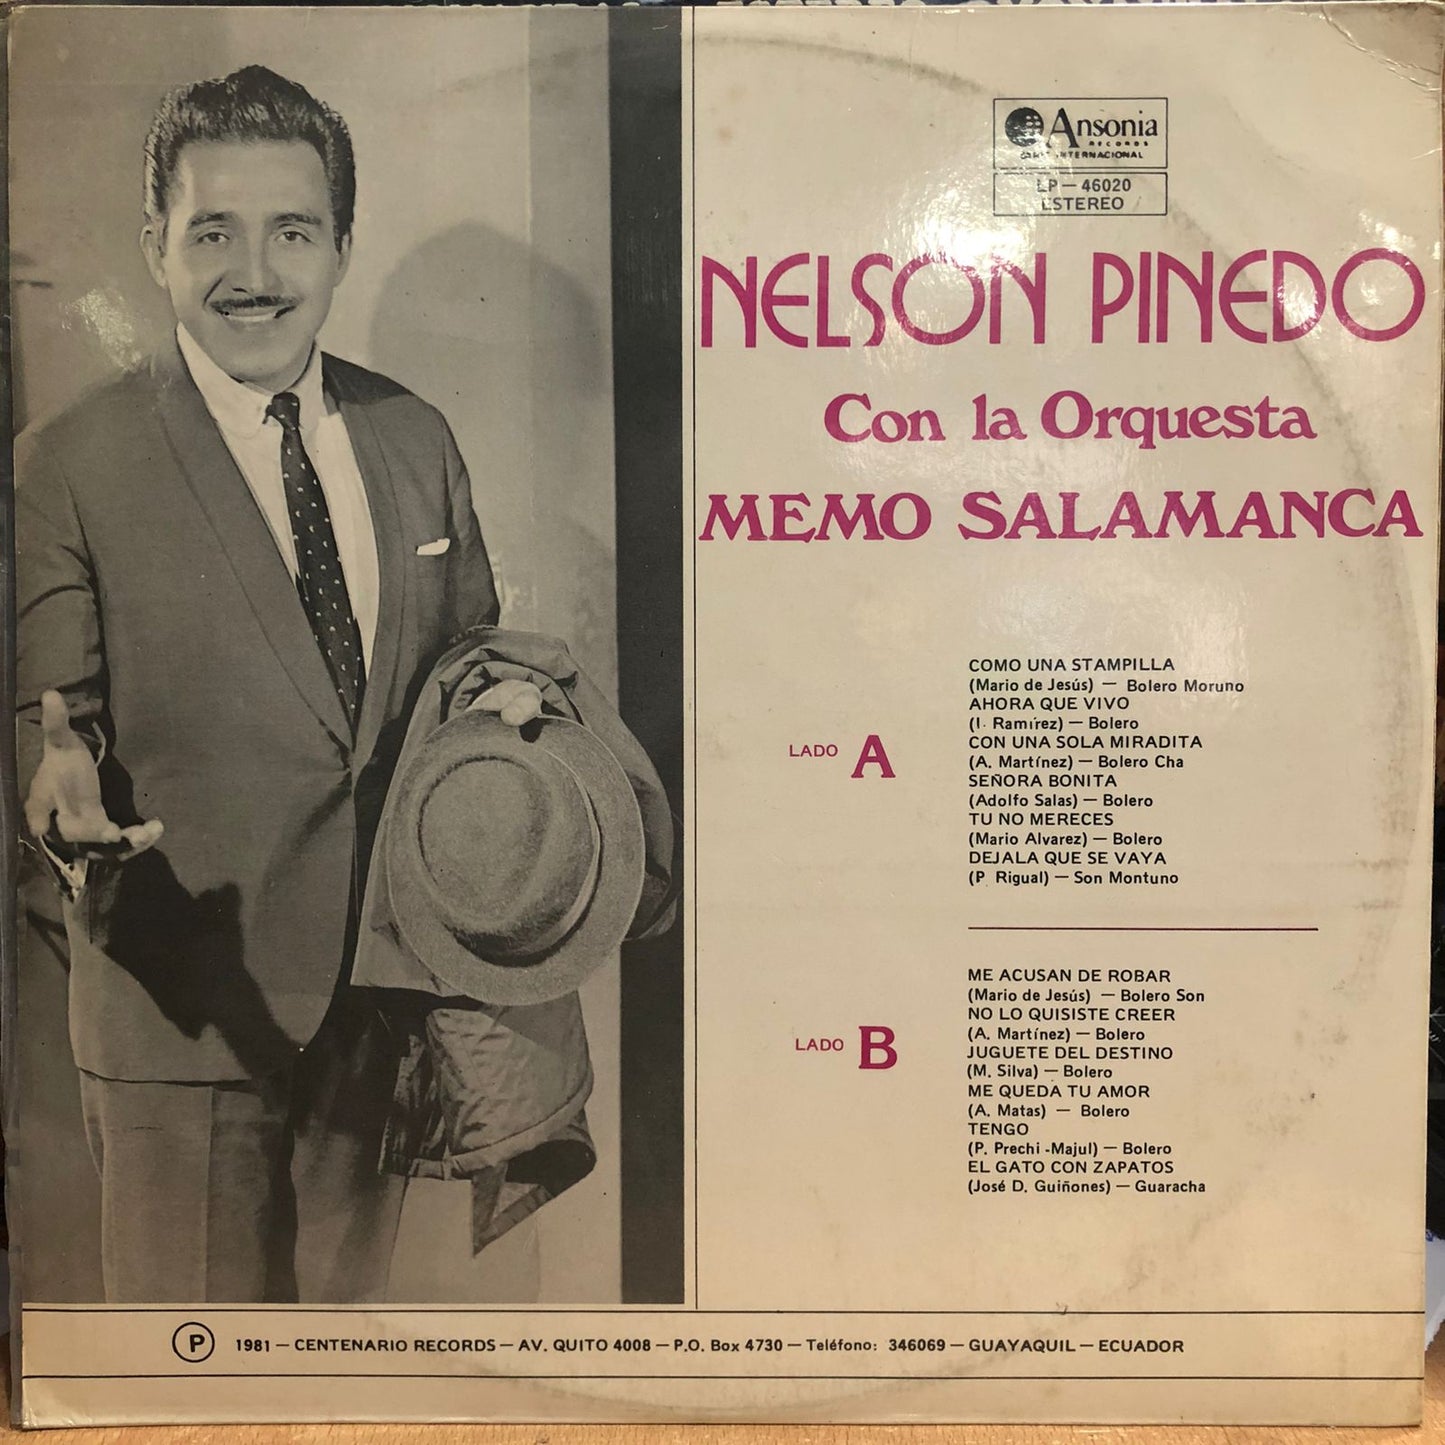 Ansonia
RECORDS
INTERNACIONAL
LP — 46020
ESTEREO
NELSON PINEDO
Con la Orquesta
MEMO SALAMANCA
LADO A
COMO UNA STAMPILLA
(Mario de Jesús) — Bolero Moruno
AHORA QUE VIVO
(I. Ramírez) — Bolero
CON UNA SOLA MIRADITA
(A. Martínez) — Bolero Cha
SEÑORA BONITA
(Adolfo Salas) — Bolero
TU NO MERECES
(Mario Alvarez) — Bolero
DEJALA QUE SE VAYA
(P. Rigual) — Son Montuno
LADO B
ME ACUSAN DE ROBAR
(Mario de Jesús) — Bolero Son
NO LO QUISISTE CREER
(A. Martínez) — Bolero
JUGUETE DEL DESTINO
(M. Silva) — Bolero
ME QUEDA TU AMOR
(A. Matas) — Bolero
TENGO
(P. Prechi -Majul) — Bolero
EL GATO CON ZAPATOS
(José D. Guiñones) — Guaracha
P 1981 — CENTENARIO RECORDS — AV. QUITO 4008 — P.O. Box 4730 — Teléfono: 346069 — GUAYAQUIL — ECUADOR